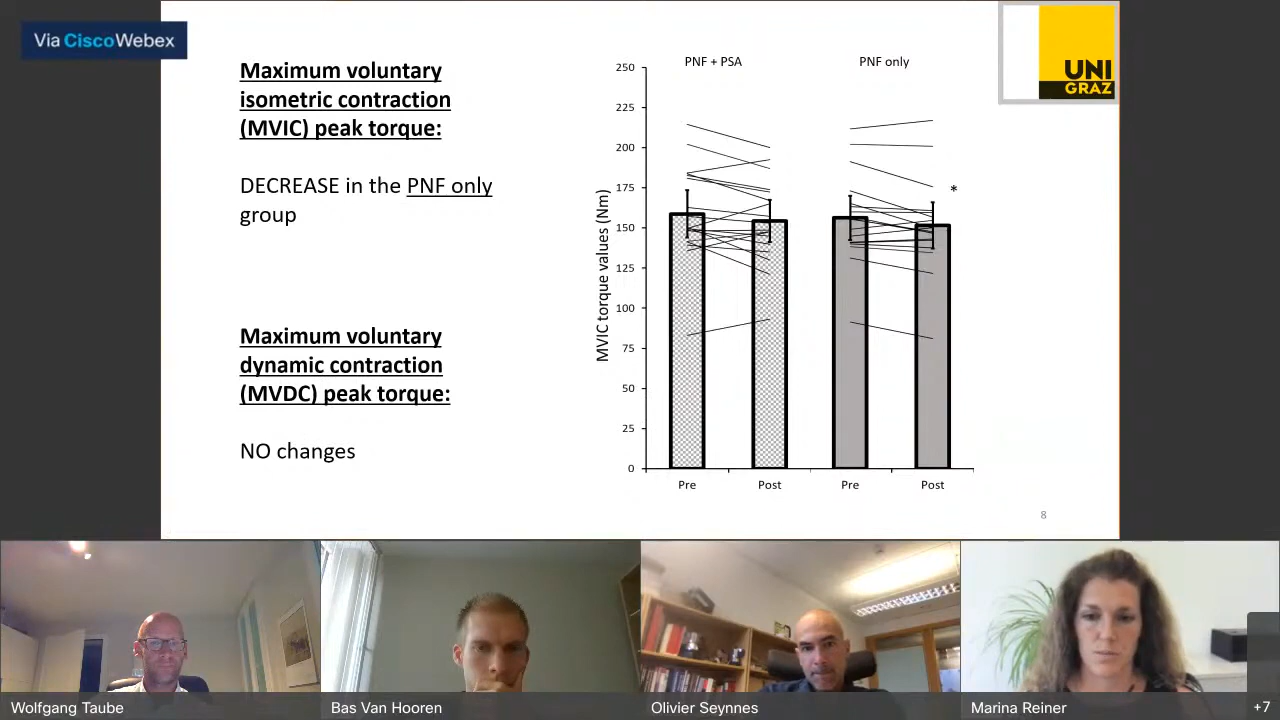 Via CiscoWebex
UNI
GRAZ
Maximum voluntary
isometric contraction
(MVIC) peak torque:
DECREASE in the PNF only
group
Maximum voluntary
dynamic contraction
(MVDC) peak torque:
NO changes
PNF + PSA
PNF only
MVIC torque values (Nm)
250
225
200
175
150
125
100
75
50
25
0
*
Pre
Post
Pre
Post
8
Wolfgang Taube
Bas Van Hooren
Olivier Seynnes
Marina Reiner
+7